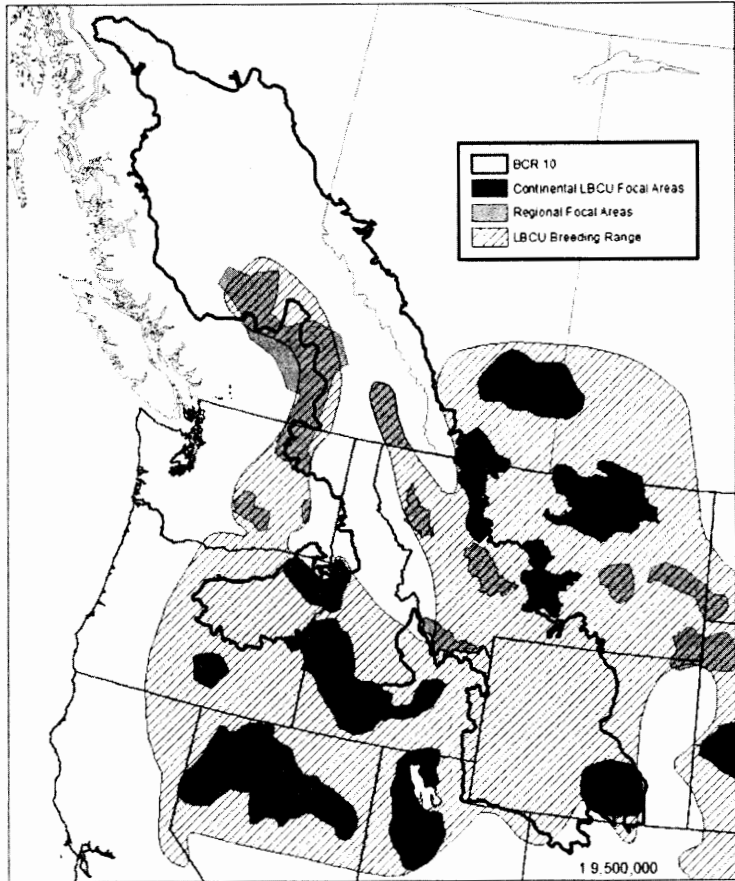 BCR 10
Continental LBCU Focal Areas
Regional Focal Areas
LBCU Breeding Range
1 9.500,000